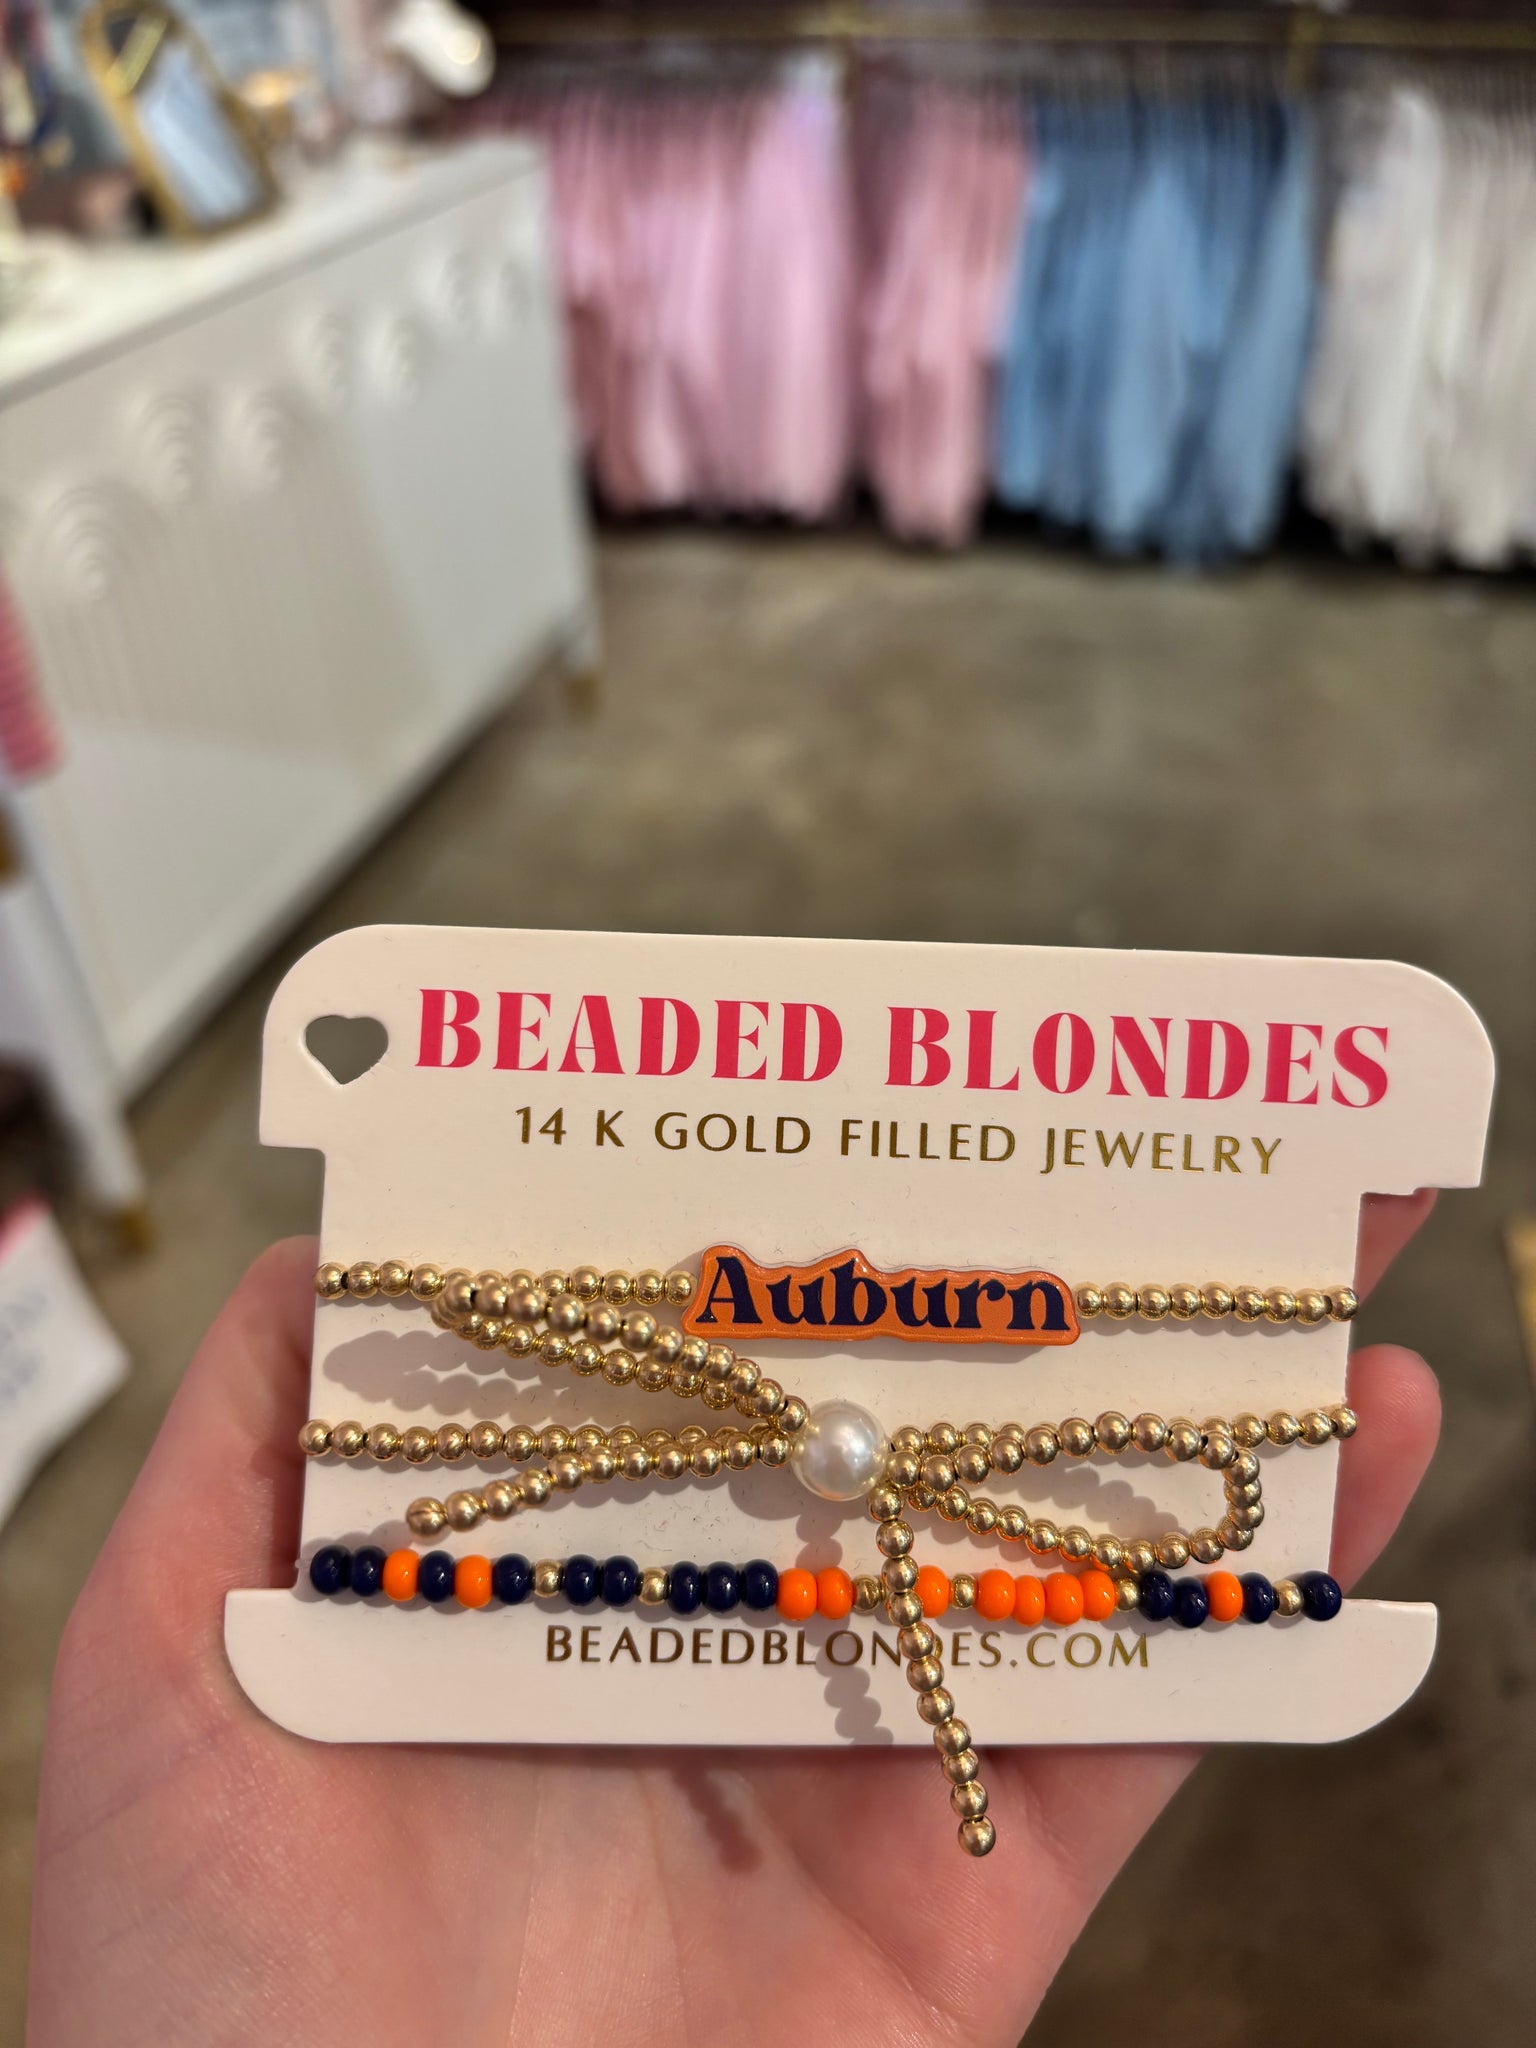 BEADED BLONDES
14 K GOLD FILLED JEWELRY
Auburn
BEADEDBLONDES.COM